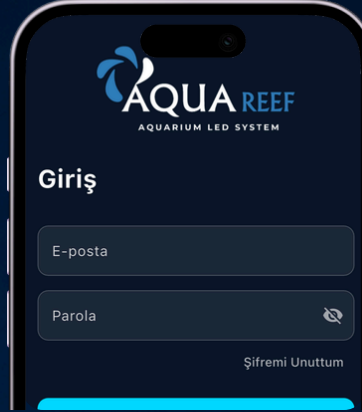 AQUA REEF
AQUARIUM LED SYSTEM
Giriş
E-posta
Parola
Şifremi Unuttum